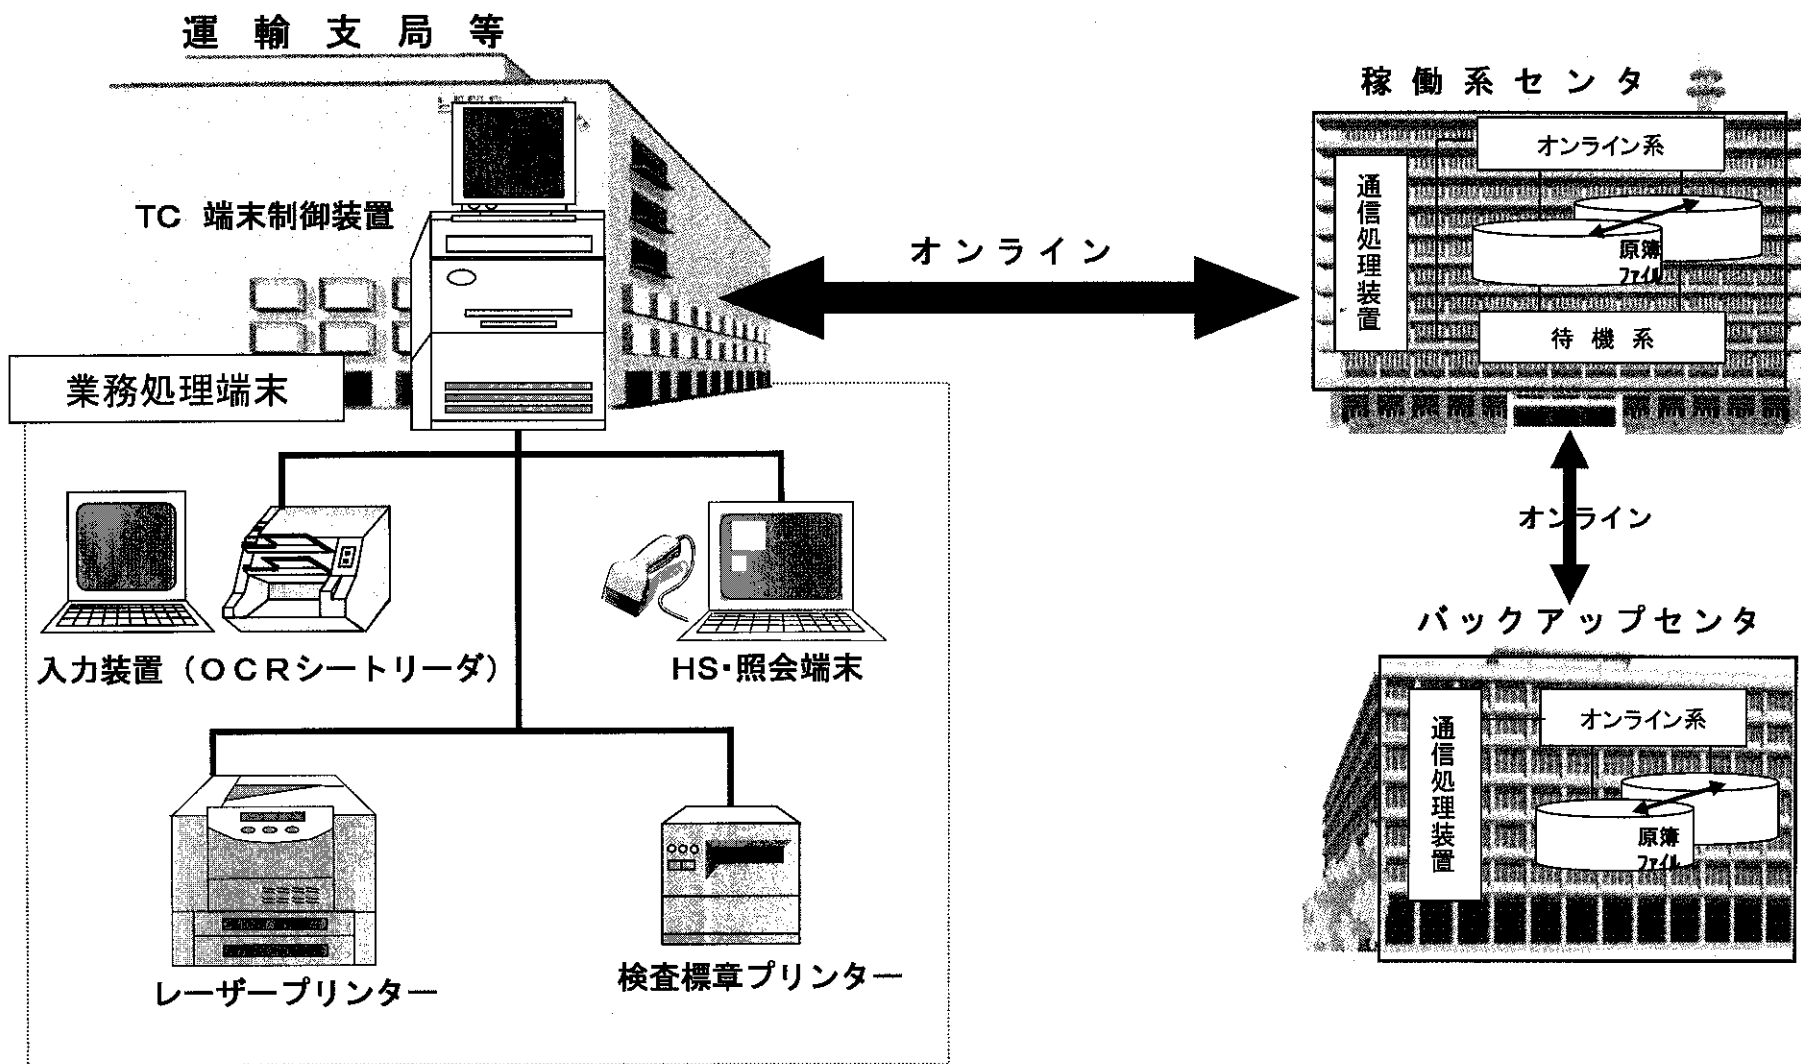 運輸支局等
TC 端末制御装置
業務処理端末
入力装置（OCRシートリーダ）
HS・照会端末
レーザープリンター
検査標章プリンター
オンライン
稼働系センタ
オンライン系
通信処理装置
原簿
ファイル
待機系
オンライン
バックアップセンタ
オンライン系
通信処理装置
原簿
ファイル